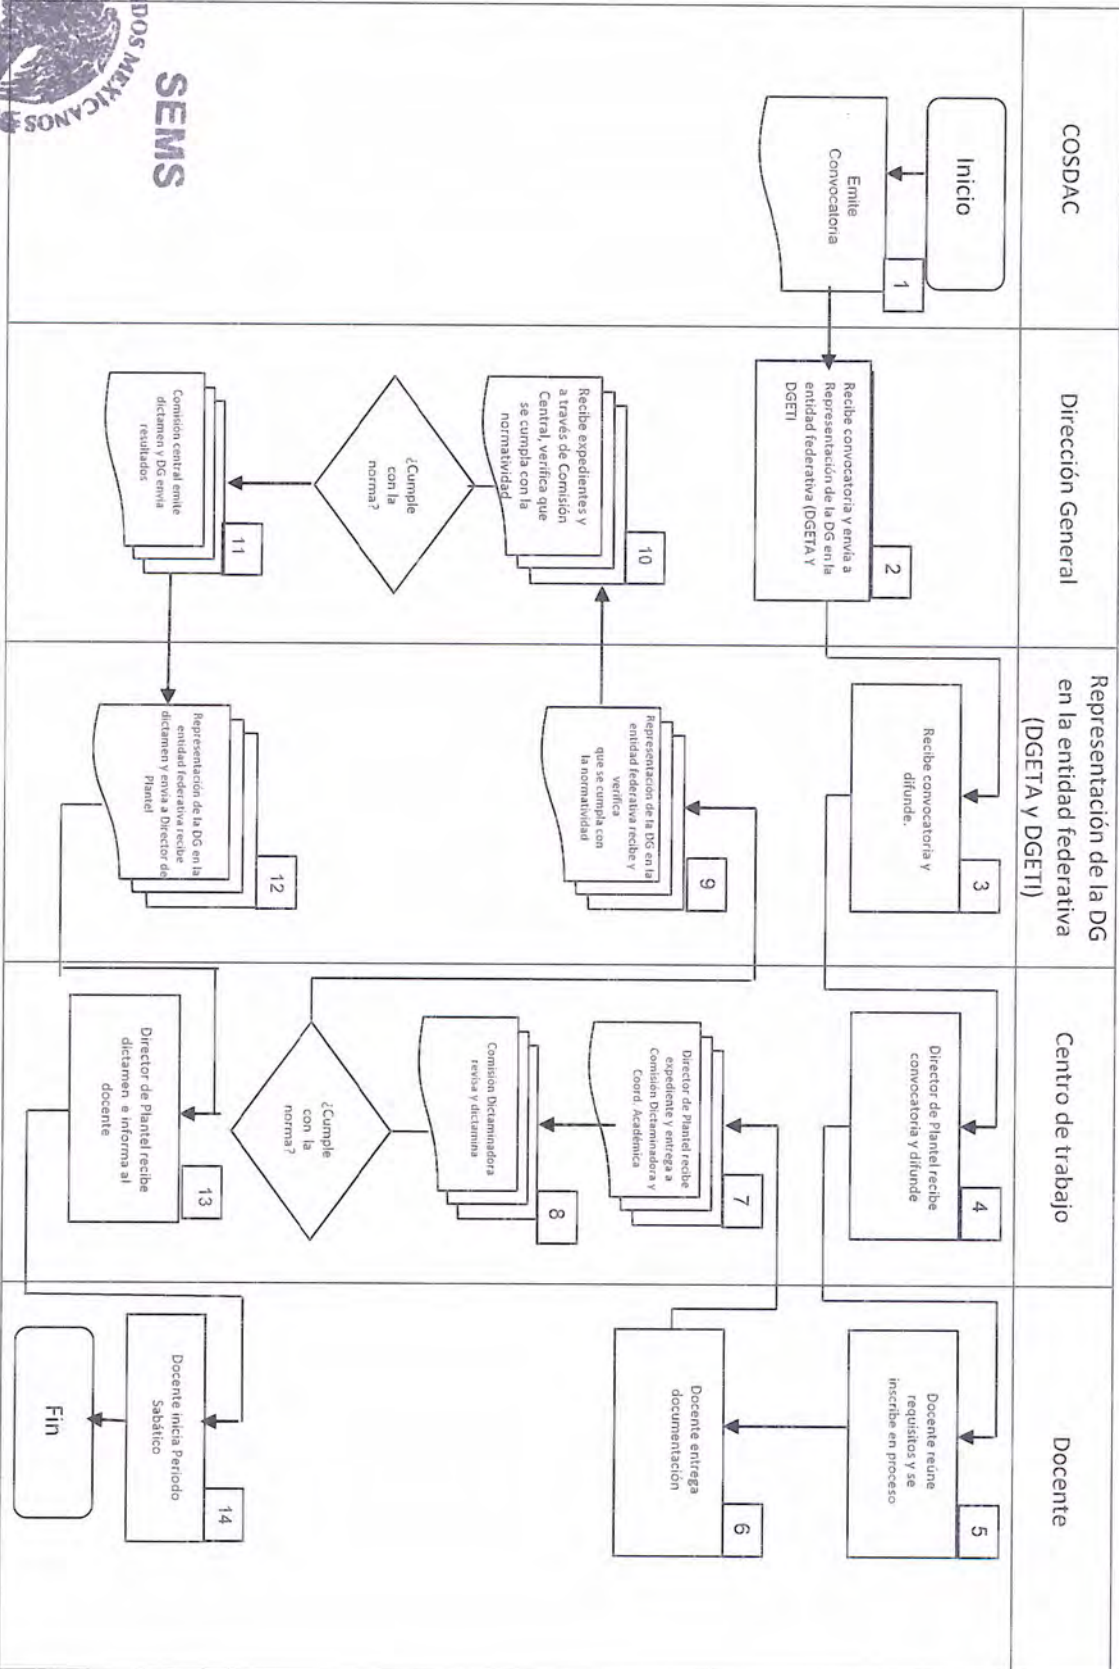 COSDAC
Dirección General
Representación de la DG
en la entidad federativa
(DGETA y DGETI)
Centro de trabajo
Docente
Inicio
1
Emite
Convocatoria
2
Recibe convocatoria y envía a
Representación de la DG en la
entidad federativa (DGETA Y
DGETI
3
Recibe convocatoria y
difunde.
4
Director de Plantel recibe
convocatoria y difunde
5
Docente reúne
requisitos y se
inscribe en proceso
6
Docente entrega
documentación
7
Director de Plantel recibe
expediente y entrega a
Comisión Dictaminadora y
Coord. Académica
8
Comisión Dictaminadora
revisa y dictamina
¿Cumple
con la
norma?
9
Representación de la DG en la
entidad federativa recibe y
verifica
que se cumpla con
la normatividad
10
Recibe expedientes y
a través de Comisión
Central, verifica que
se cumpla con la
normatividad
¿Cumple
con la
norma?
11
Comisión central emite
dictamen y DG envía
resultados
12
Representación de la DG en la
entidad federativa recibe
dictamen y envía a Director de
Plantel
13
Director de Plantel recibe
dictamen e informa al
docente
14
Docente inicia Periodo
Sabático
Fin
DOS MEXICANOS
SEMS